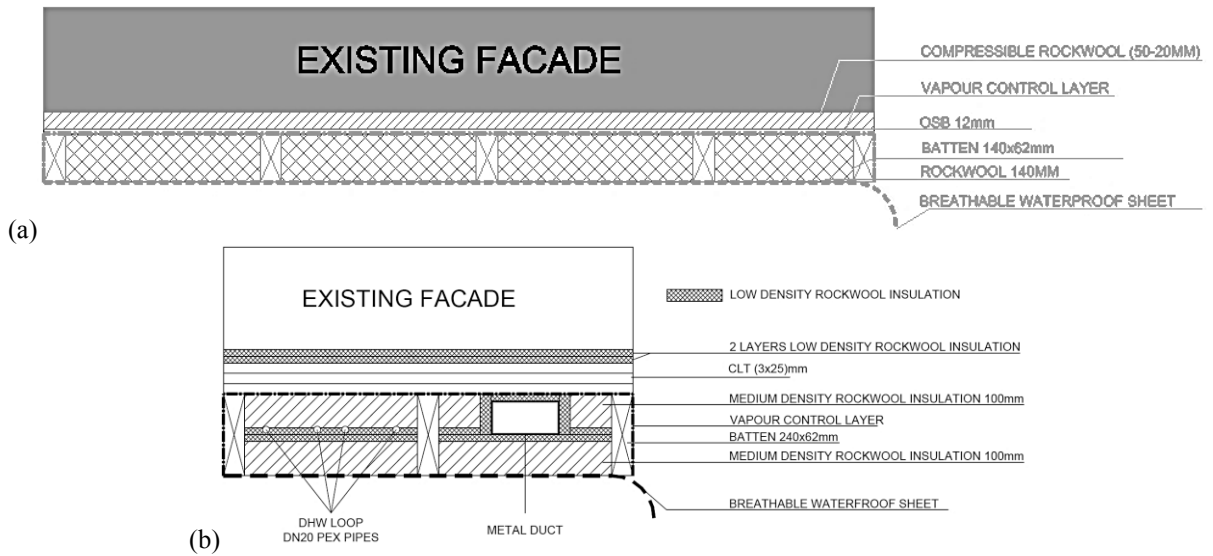 EXISTING FACADE
COMPRESSIBLE ROCKWOOL (50-20MM)
VAPOUR CONTROL LAYER
OSB 12mm
BATTEN 140x62mm
ROCKWOOL 140MM
BREATHABLE WATERPROOF SHEET
(a)
EXISTING FACADE
LOW DENSITY ROCKWOOL INSULATION
2 LAYERS LOW DENSITY ROCKWOOL INSULATION
CLT (3x25)mm
MEDIUM DENSITY ROCKWOOL INSULATION 100mm
VAPOUR CONTROL LAYER
BATTEN 240x62mm
MEDIUM DENSITY ROCKWOOL INSULATION 100mm
BREATHABLE WATERFROOF SHEET
DHW LOOP
DN20 PEX PIPES
METAL DUCT
(b)